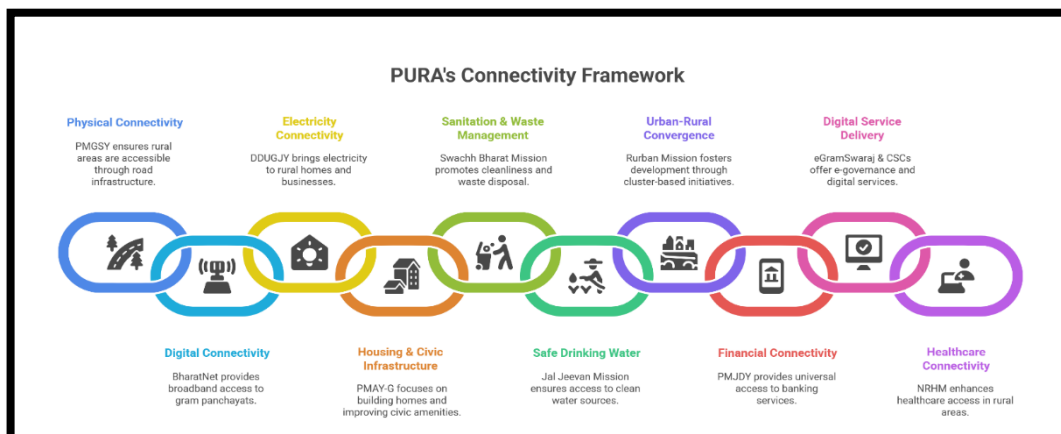 PURA's Connectivity Framework
Physical Connectivity
PMGSY ensures rural
areas are accessible
through road
infrastructure.
Electricity
Connectivity
DDUGJY brings electricity
to rural homes and
businesses.
Sanitation & Waste
Management
Swachh Bharat Mission
promotes cleanliness and
waste disposal.
Urban-Rural
Convergence
Rurban Mission fosters
development through
cluster-based initiatives.
Digital Service
Delivery
eGramSwaraj & CSCs
offer e-governance and
digital services.
Digital Connectivity
BharatNet provides
broadband access to
gram panchayats.
Housing & Civic
Infrastructure
PMAY-G focuses on
building homes and
improving civic amenities.
Safe Drinking Water
Jal Jeevan Mission
ensures access to clean
water sources.
Financial Connectivity
PMJDY provides universal
access to banking
services.
Healthcare
Connectivity
NRHM enhances
healthcare access in rural
areas.